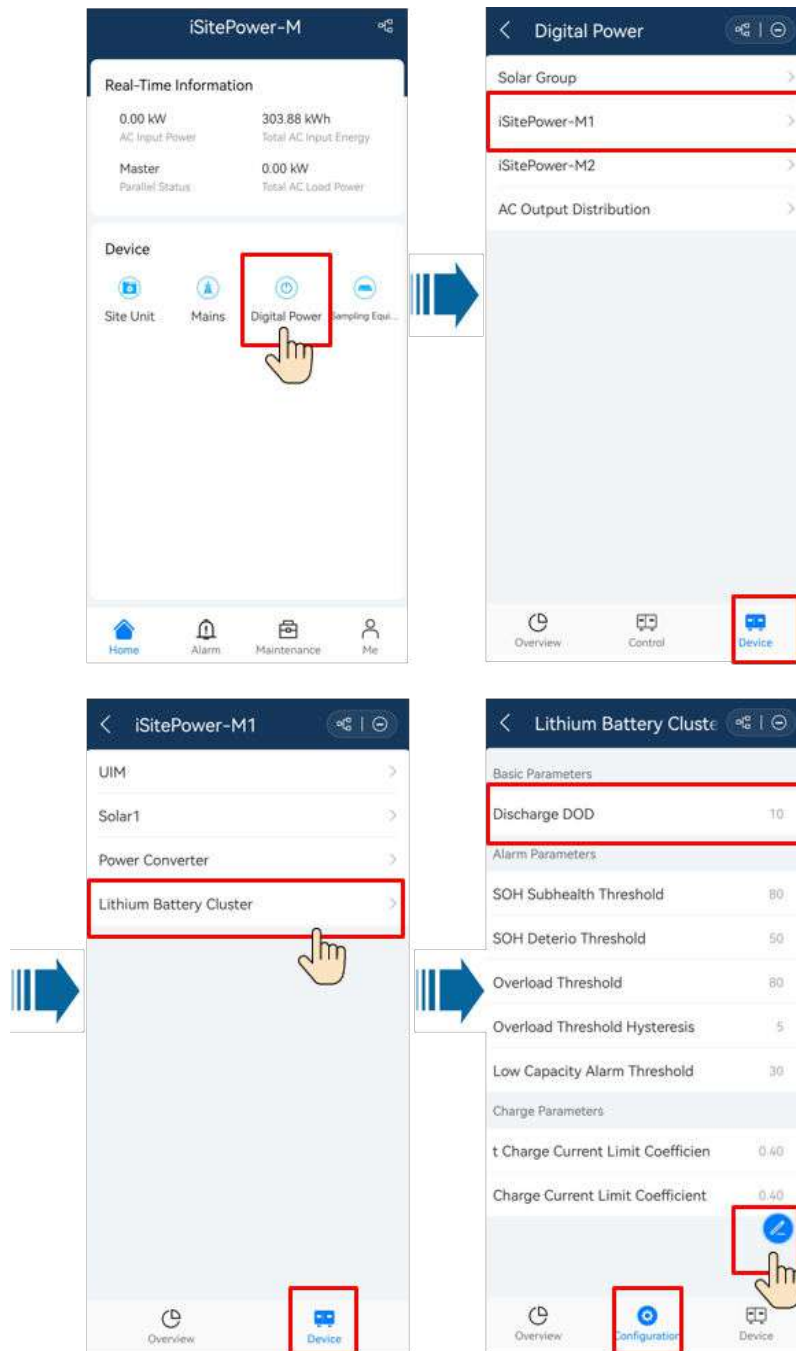 iSitePower-M
Real-Time Information
0.00 kW
303.88 kWh
AC Input Power
Total AC Input Energy
Master
0.00 kW
Parallel Status
Total AC Load Power
Device
Site Unit
Mains
Digital Power
Sampling Equi...
Home
Alarm
Maintenance
Me
Digital Power
Solar Group
iSitePower-M1
iSitePower-M2
AC Output Distribution
Overview
Control
Device
iSitePower-M1
UIM
Solar1
Power Converter
Lithium Battery Cluster
Overview
Device
Lithium Battery Cluste
Basic Parameters
Discharge DOD 10
Alarm Parameters
SOH Subhealth Threshold 80
SOH Deterio Threshold 50
Overload Threshold 80
Overload Threshold Hysteresis 5
Low Capacity Alarm Threshold 30
Charge Parameters
t Charge Current Limit Coefficien 0.40
Charge Current Limit Coefficient 0.40
Overview
Configuration
Device